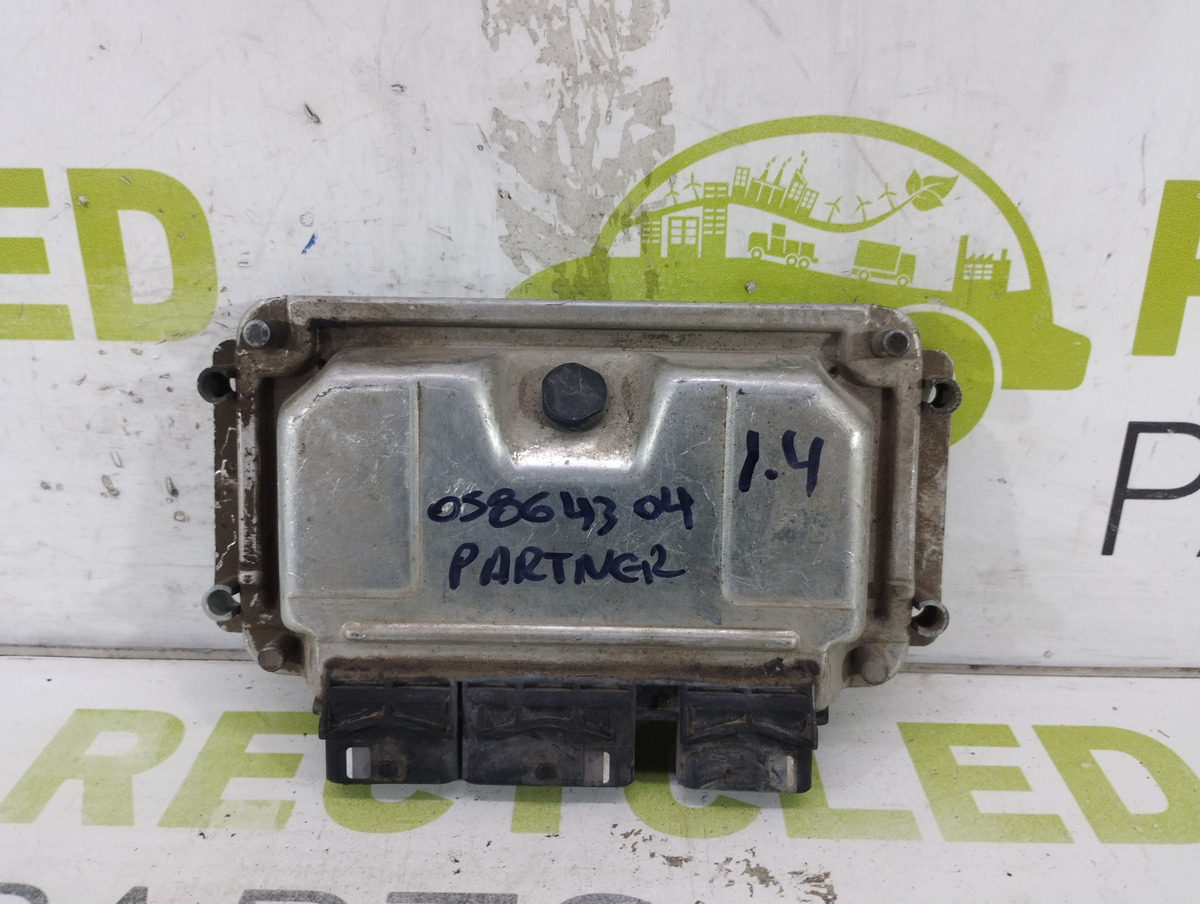 ED
1.4
05864304
PARTNER
RECYCLED